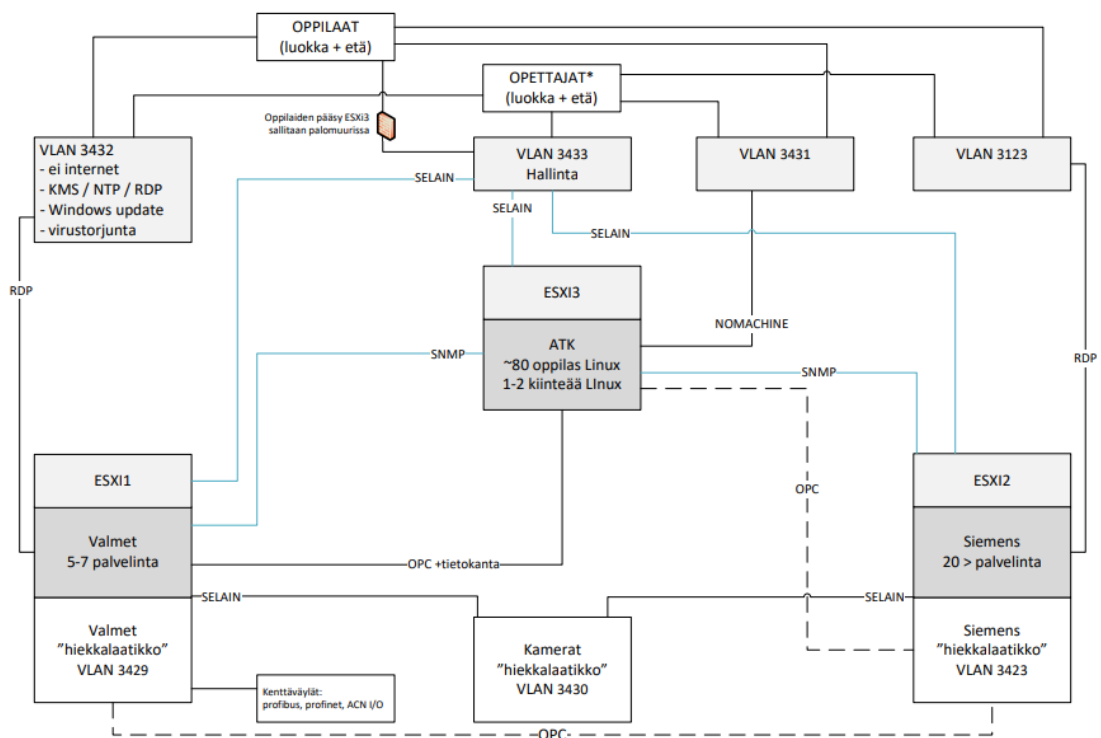 OPPILAAT
(luokka + etä)
OPETTAJAT*
(luokka + etä)
Oppilaiden pääsy ESXi3
sallitaan palomuurissa
VLAN 3432
- ei internet
- KMS / NTP / RDP
- Windows update
- virustorjunta
VLAN 3433
Hallinta
VLAN 3431
VLAN 3123
SELAIN
SELAIN
SELAIN
RDP
ESXI3
ATK
~80 oppilas Linux
1-2 kiinteää LInux
NOMACHINE
SNMP
SNMP
RDP
ESXI1
Valmet
5-7 palvelinta
Valmet
"hiekkalaatikko"
VLAN 3429
OPC
ESXI2
Siemens
20 > palvelinta
Siemens
"hiekkalaatikko"
VLAN 3423
OPC +tietokanta
SELAIN
SELAIN
Kamerat
"hiekkalaatikko"
VLAN 3430
Kenttäväylät:
profibus, profinet, ACN I/O
OPC-